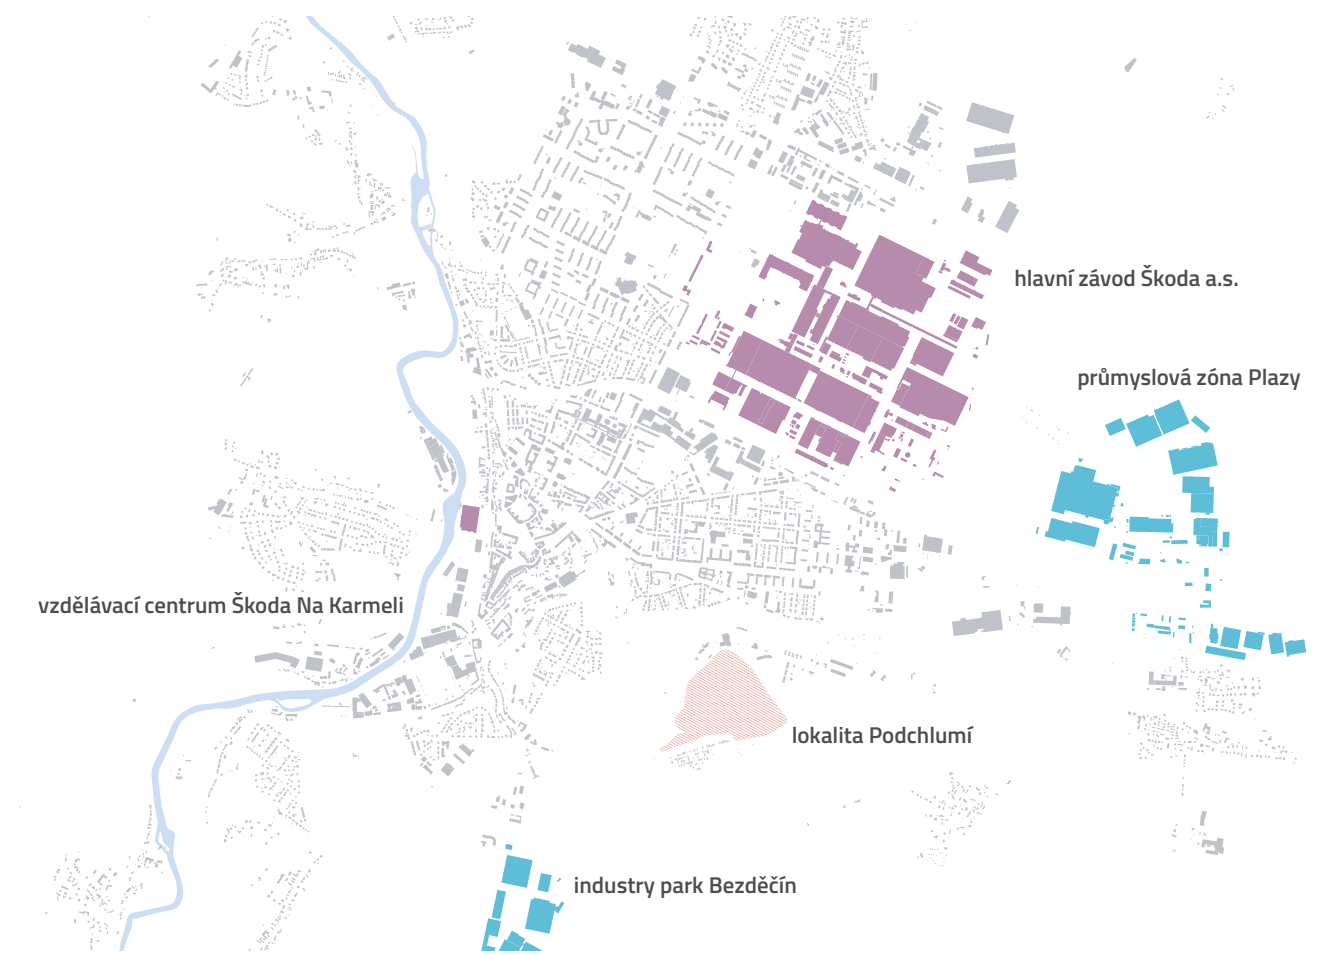 hlavní závod Škoda a.s.
průmyslová zóna Plazy
vzdělávací centrum Škoda Na Karmeli
lokalita Podchlumí
industry park Bezděčín